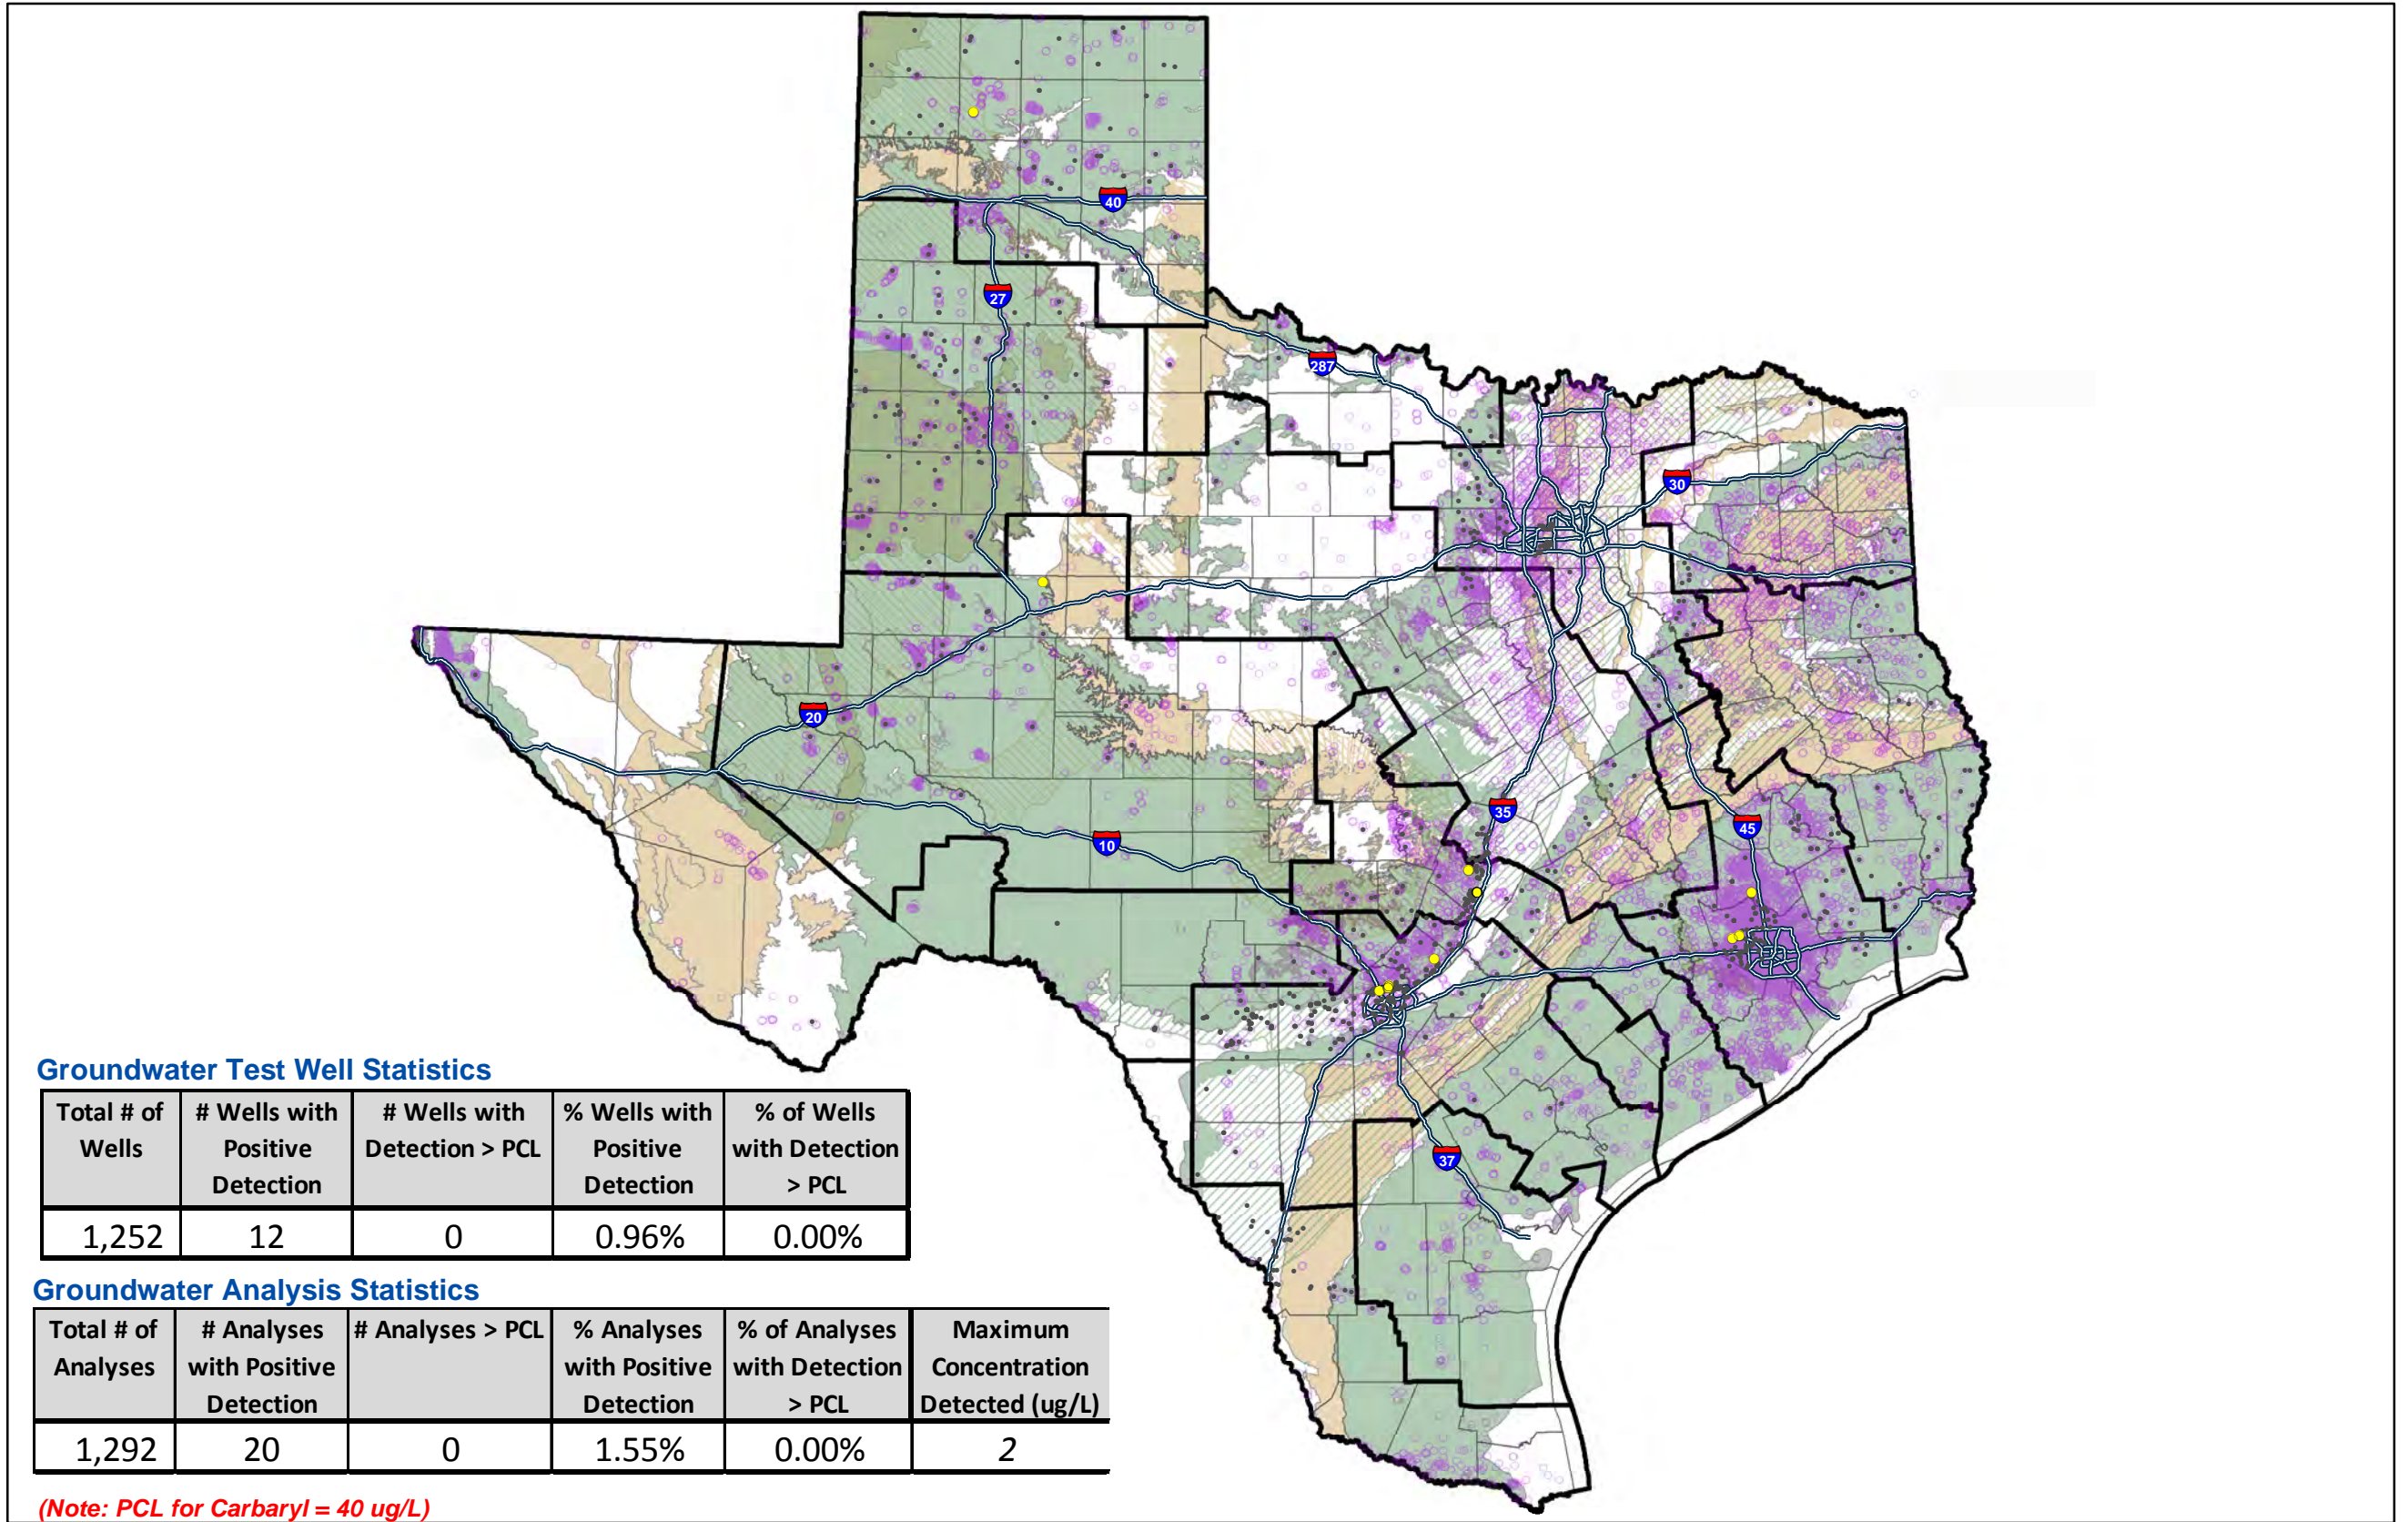 40
27
287
30
20
35
10
45
37
Groundwater Test Well Statistics
Total # of Wells
# Wells with Positive Detection
# Wells with Detection > PCL
% Wells with Positive Detection
% of Wells with Detection > PCL
1,252 12 0 0.96% 0.00%
Groundwater Analysis Statistics
Total # of Analyses
# Analyses with Positive Detection
# Analyses > PCL
% Analyses with Positive Detection
% of Analyses with Detection > PCL
Maximum Concentration Detected (ug/L)
1,292 20 0 1.55% 0.00% 2
(Note: PCL for Carbaryl = 40 ug/L)